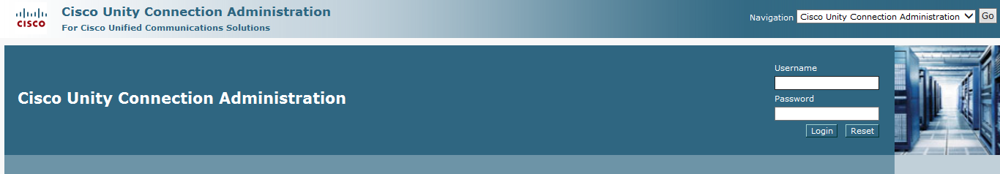 CISCO
Cisco Unity Connection Administration
For Cisco Unified Communications Solutions
Navigation Cisco Unity Connection Administration Go
Cisco Unity Connection Administration
Username
Password
Login Reset